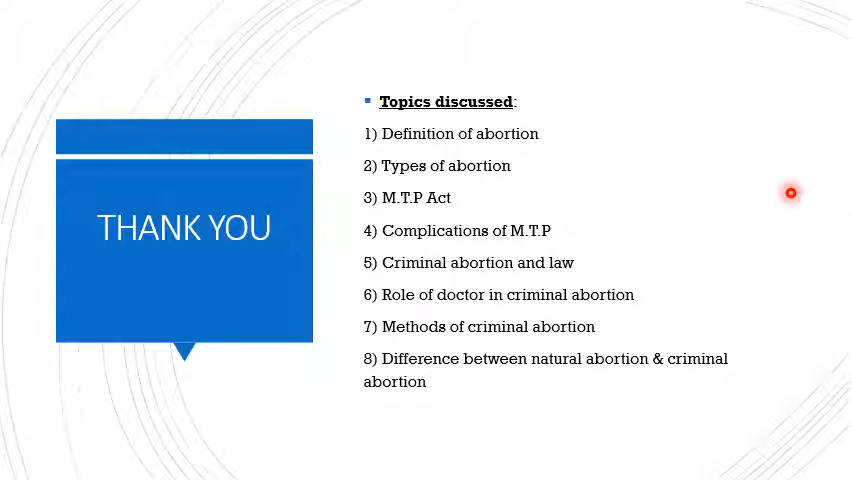 THANK YOU
Topics discussed:
1) Definition of abortion
2) Types of abortion
3) M.T.P Act
4) Complications of M.T.P
5) Criminal abortion and law
6) Role of doctor in criminal abortion
7) Methods of criminal abortion
8) Difference between natural abortion & criminal
abortion